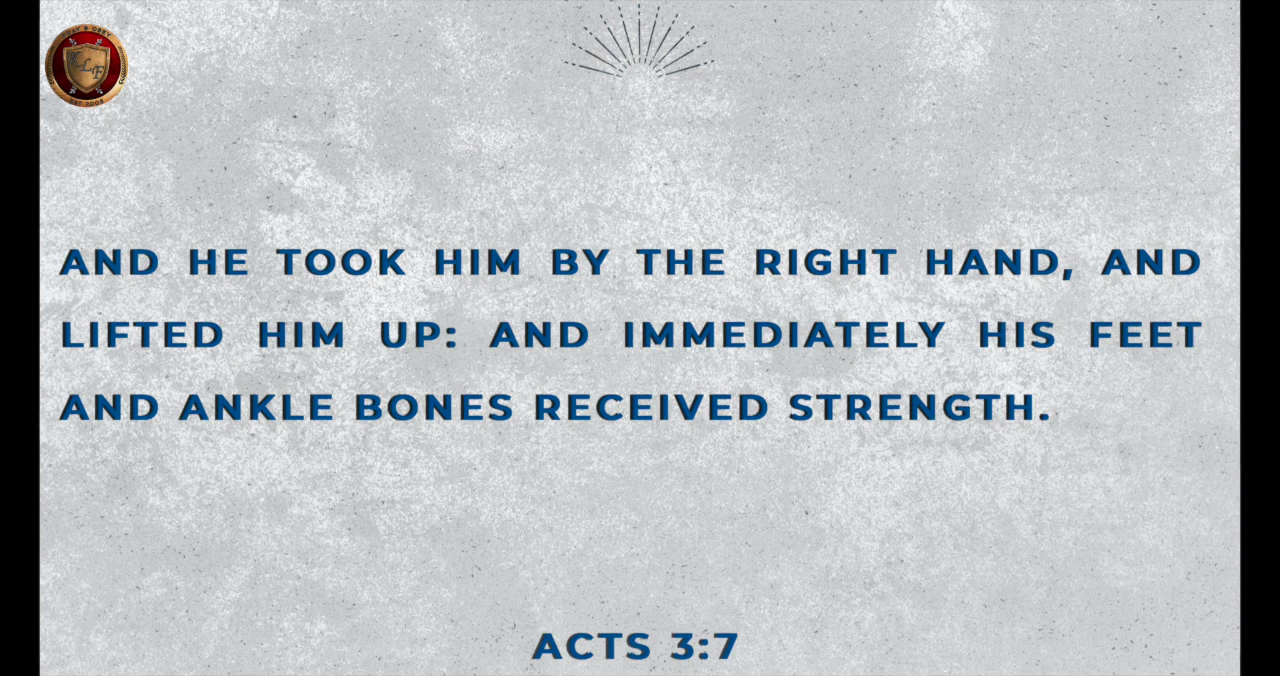 AND HE TOOK HIM BY THE RIGHT HAND, AND
LIFTED HIM UP: AND IMMEDIATELY HIS FEET
AND ANKLE BONES RECEIVED STRENGTH.
ACTS 3:7